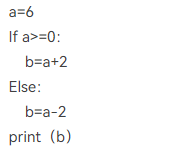 a=6
If a>=0:
    b=a+2
Else:
    b=a-2
print（b）